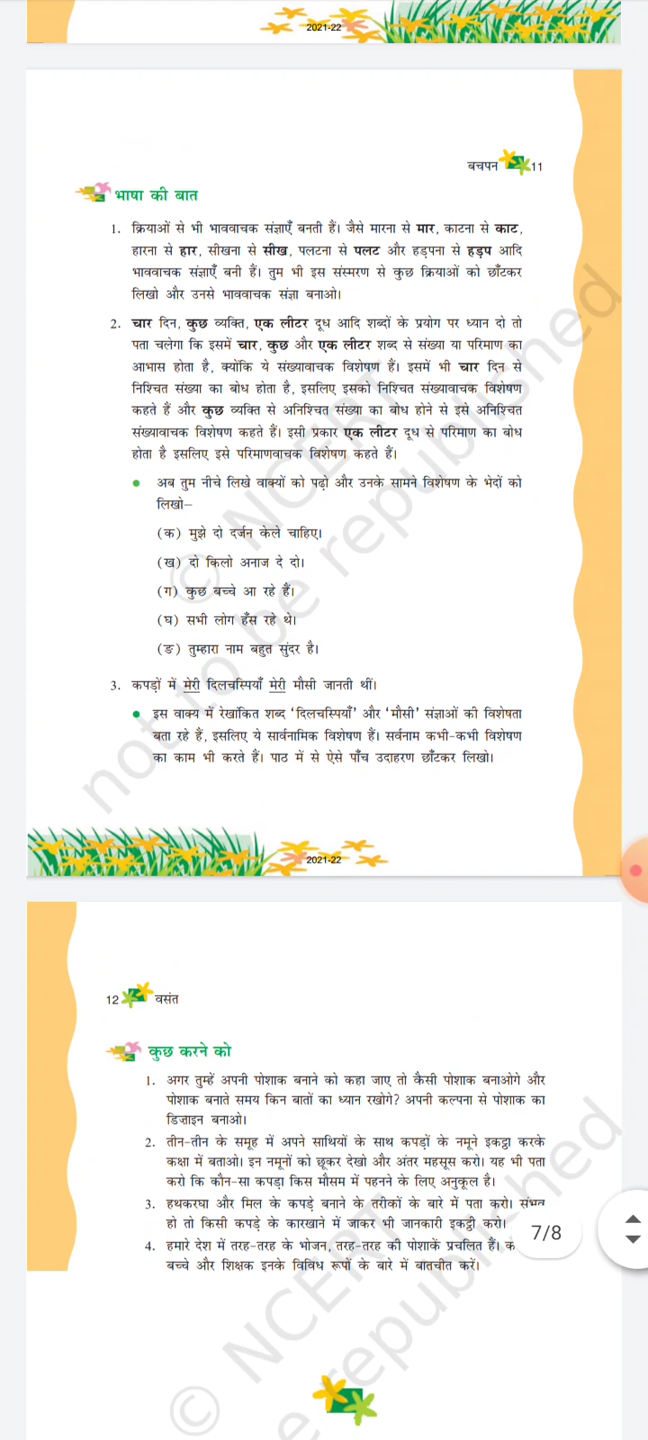 2021-22
बचपन 11
भाषा की बात
1. क्रियाओं से भी भाववाचक संज्ञाएँ बनती हैं। जैसे मारना से मार, काटना से काट,
हारना से हार, सीखना से सीख, पलटना से पलट और हड़पना से हड़प आदि
भाववाचक संज्ञाएँ बनी हैं। तुम भी इस संस्मरण से कुछ क्रियाओं को छाँटकर
लिखो और उनसे भाववाचक संज्ञा बनाओ।
2. चार दिन, कुछ व्यक्ति, एक लीटर दूध आदि शब्दों के प्रयोग पर ध्यान दो तो
पता चलेगा कि इसमें चार, कुछ और एक लीटर शब्द से संख्या या परिमाण का
आभास होता है, क्योंकि ये संख्यावाचक विशेषण हैं। इसमें भी चार दिन से
निश्चित संख्या का बोध होता है, इसलिए इसको निश्चित संख्यावाचक विशेषण
कहते हैं और कुछ व्यक्ति से अनिश्चित संख्या का बोध होने से इसे अनिश्चित
संख्यावाचक विशेषण कहते हैं। इसी प्रकार एक लीटर दूध से परिमाण का बोध
होता है इसलिए इसे परिमाणवाचक विशेषण कहते हैं।
• अब तुम नीचे लिखे वाक्यों को पढ़ो और उनके सामने विशेषण के भेदों को
लिखो–
(क) मुझे दो दर्जन केले चाहिए।
(ख) दो किलो अनाज दे दो।
(ग) कुछ बच्चे आ रहे हैं।
(घ) सभी लोग हँस रहे थे।
(ङ) तुम्हारा नाम बहुत सुंदर है।
3. कपड़ों में मेरी दिलचस्पियाँ मेरी मौसी जानती थीं।
• इस वाक्य में रेखांकित शब्द 'दिलचस्पियाँ' और 'मौसी' संज्ञाओं की विशेषता
बता रहे हैं, इसलिए ये सार्वनामिक विशेषण हैं। सर्वनाम कभी-कभी विशेषण
का काम भी करते हैं। पाठ में से ऐसे पाँच उदाहरण छाँटकर लिखो।
© NCERT
not to be republished
2021-22
12 वसंत
कुछ करने को
1. अगर तुम्हें अपनी पोशाक बनाने को कहा जाए तो कैसी पोशाक बनाओगे और
पोशाक बनाते समय किन बातों का ध्यान रखोगे? अपनी कल्पना से पोशाक का
डिज़ाइन बनाओ।
2. तीन-तीन के समूह में अपने साथियों के साथ कपड़ों के नमूने इकट्ठा करके
कक्षा में बताओ। इन नमूनों को छूकर देखो और अंतर महसूस करो। यह भी पता
करो कि कौन-सा कपड़ा किस मौसम में पहनने के लिए अनुकूल है।
3. हथकरघा और मिल के कपड़े बनाने के तरीकों के बारे में पता करो। संभव
हो तो किसी कपड़े के कारखाने में जाकर भी जानकारी इकट्ठी करो।
7/8
4. हमारे देश में तरह-तरह के भोजन, तरह-तरह की पोशाकें प्रचलित हैं।
बच्चे और शिक्षक इनके विविध रूपों के बारे में बातचीत करें।
© NCERT
e republished